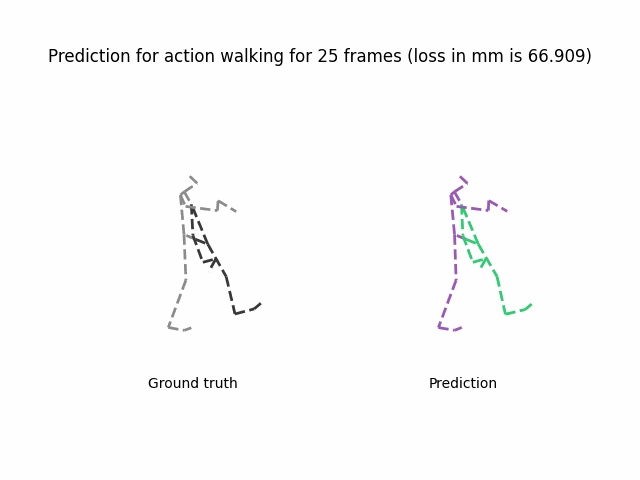 Prediction for action walking for 25 frames (loss in mm is 66.909)
Ground truth
Prediction